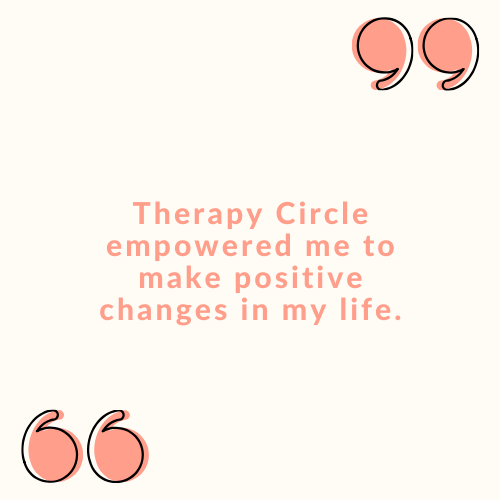 Therapy Circle
empowered me to
make positive
changes in my life.